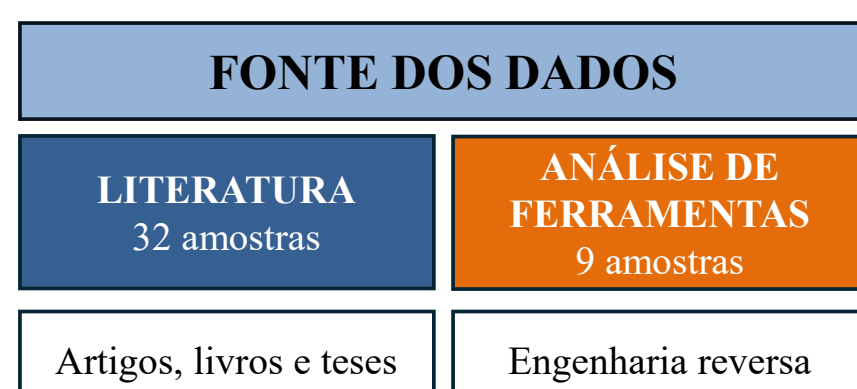 FONTE DOS DADOS
LITERATURA
32 amostras
ANÁLISE DE
FERRAMENTAS
9 amostras
Artigos, livros e teses
Engenharia reversa